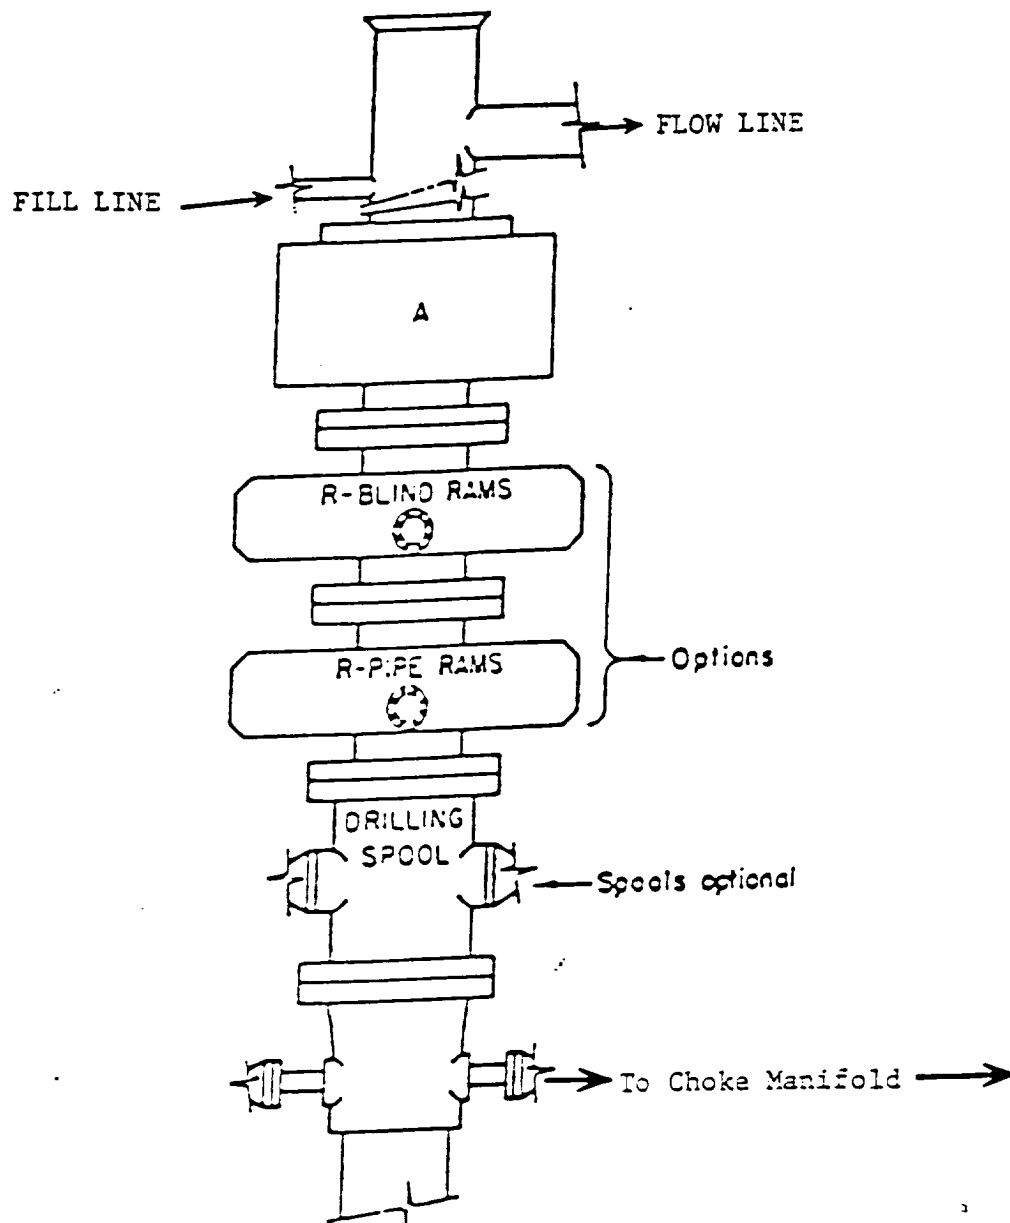 FLOW LINE
FILL LINE
A
R-BLIND RAMS
R-PIPE RAMS
Options
DRILLING
SPOOL
Spools optional
To Choke Manifold